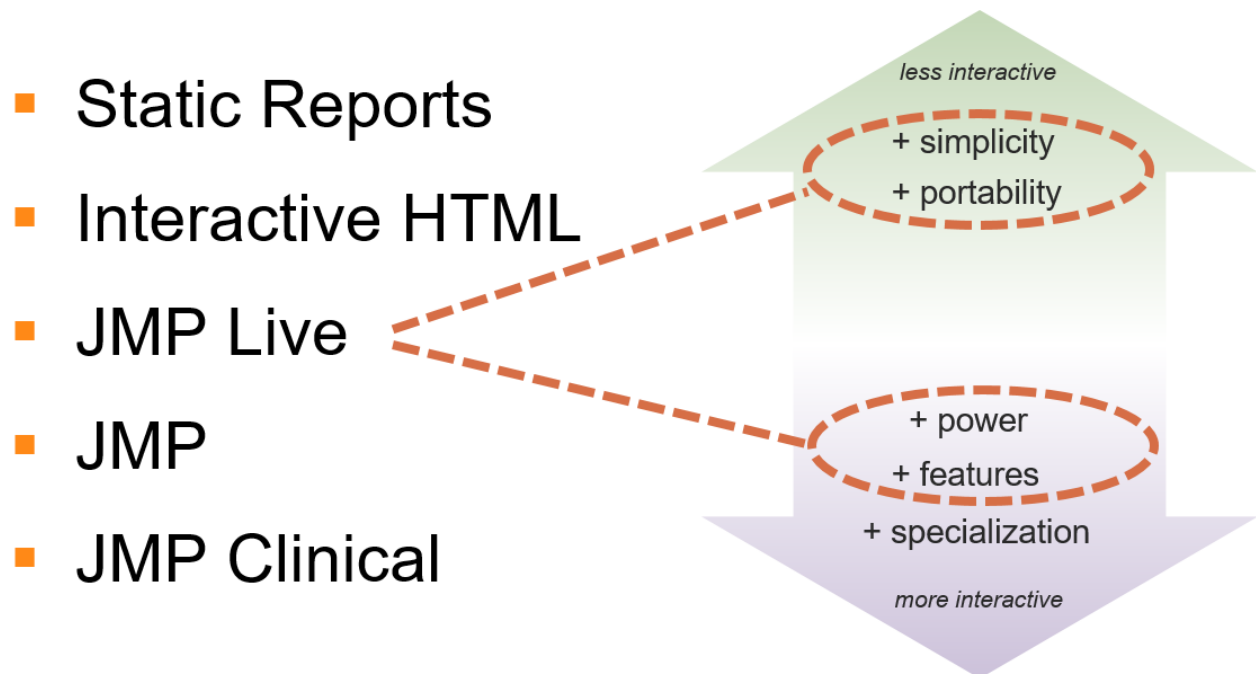 Static Reports
Interactive HTML
JMP Live
JMP
JMP Clinical
less interactive
+ simplicity
+ portability
+ power
+ features
+ specialization
more interactive